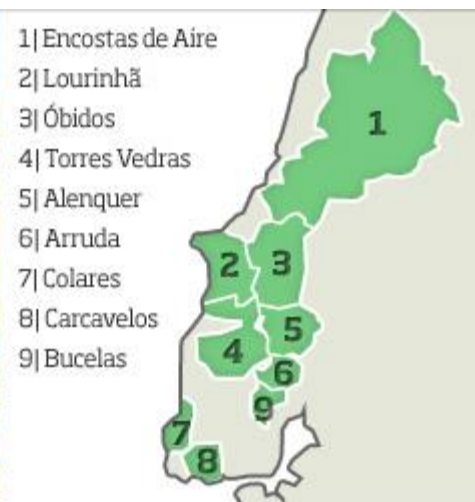 1| Encostas de Aire
2| Lourinhã
3| Óbidos
4| Torres Vedras
5| Alenquer
6| Arruda
7| Colares
8| Carcavelos
9| Bucelas
1
2
3
5
4
6
9
7
8